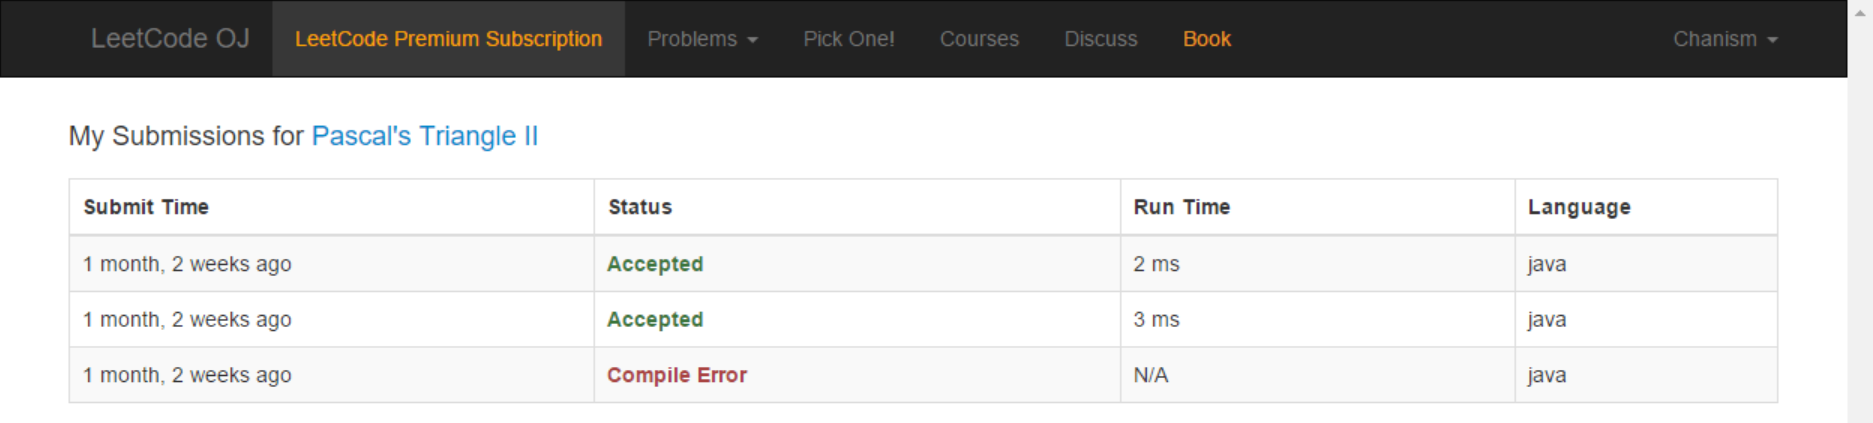 LeetCode OJ LeetCode Premium Subscription Problems Pick One! Courses Discuss Book Chanism
My Submissions for Pascal's Triangle II
Submit Time Status Run Time Language
1 month, 2 weeks ago Accepted 2 ms java
1 month, 2 weeks ago Accepted 3 ms java
1 month, 2 weeks ago Compile Error N/A java